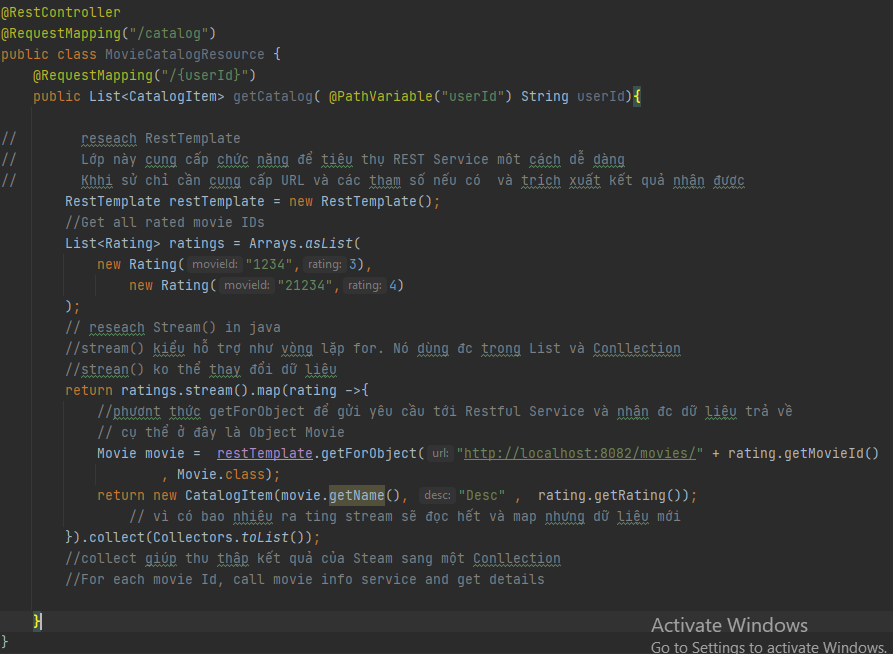 @RestController
@RequestMapping("/catalog")
public class MovieCatalogResource {
@RequestMapping("/{userId}")
public List<CatalogItem> getCatalog( @PathVariable("userId") String userId){
// reseach RestTemplate
// Lớp này cung cấp chức năng để tiêu thụ REST Service môt cách dễ dàng
// Khhi sử chỉ cần cung cấp URL và các tham số nếu có và trích xuất kết quả nhận được
RestTemplate restTemplate = new RestTemplate();
//Get all rated movie IDs
List<Rating> ratings = Arrays.asList(
new Rating( movieId: "1234", rating: 3),
new Rating( movieId: "21234", rating: 4)
);
// reseach Stream() in java
//stream() kiểu hỗ trợ như vòng lặp for. Nó dùng đc trong List và Conllection
//strean() ko thể thay đổi dữ liệu
return ratings.stream().map(rating ->{
//phươnt thức getForObject để gửi yêu cầu tới Restful Service và nhận đc dữ liệu trả về
// cụ thể ở đây là Object Movie
Movie movie = restTemplate.getForObject( url: "http://localhost:8082/movies/" + rating.getMovieId()
, Movie.class);
return new CatalogItem(movie.getName(), desc: "Desc" , rating.getRating());
// vì có bao nhiêu ra ting stream sẽ đọc hết và map nhưng dữ liệu mới
}).collect(Collectors.toList());
//collect giúp thu thập kết quả của Steam sang một Conllection
//For each movie Id, call movie info service and get details
}
}
Activate Windows
Go to Settings to activate Windows.